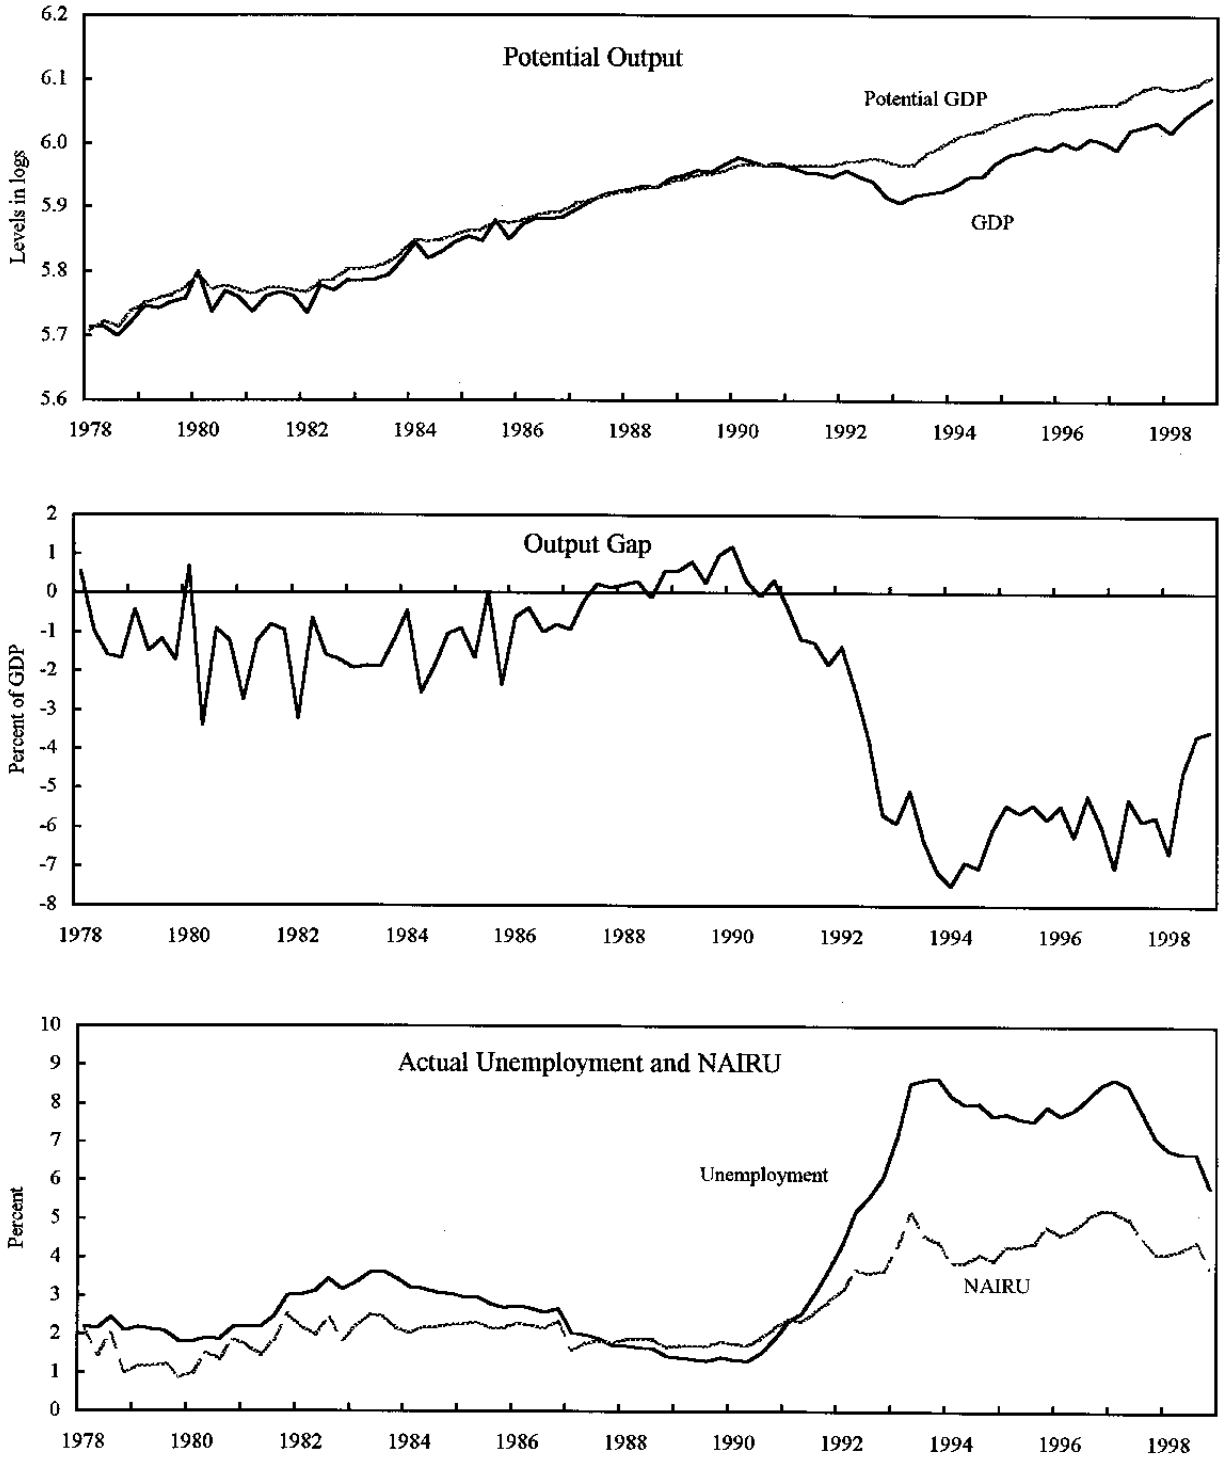 6.2
Potential Output
6.1
Potential GDP
6.0
Levels in logs
5.9
GDP
5.8
5.7
5.6
1978 1980 1982 1984 1986 1988 1990 1992 1994 1996 1998
2
Output Gap
1
0
-1
-2
Percent of GDP
-3
-4
-5
-6
-7
-8
1978 1980 1982 1984 1986 1988 1990 1992 1994 1996 1998
10
Actual Unemployment and NAIRU
9
8
7
Unemployment
6
Percent
5
4
NAIRU
3
2
1
0
1978 1980 1982 1984 1986 1988 1990 1992 1994 1996 1998